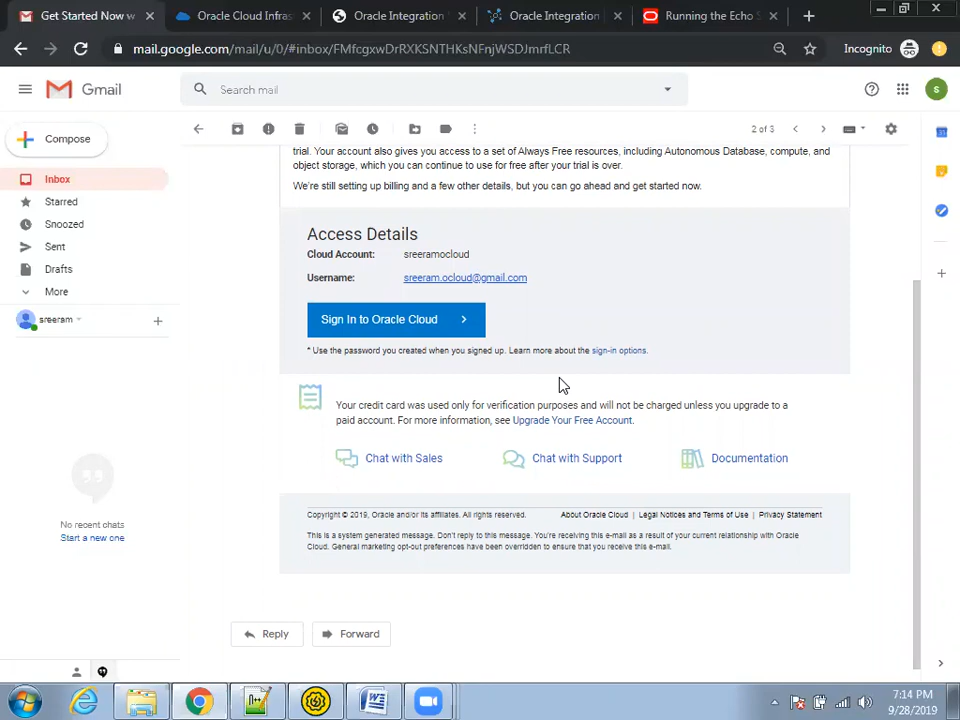 Get Started Now w
Oracle Cloud Infras
Oracle Integration
Oracle Integration
Running the Echo S
mail.google.com/mail/u/0/#inbox/FMfcgxwDrRXKSNTHKsNFnjWSDJmrfLCR
Incognito
Gmail
Search mail
s
Compose
2 of 3
Inbox
Starred
Snoozed
Sent
Drafts
More
sreeram
trial. Your account also gives you access to a set of Always Free resources, including Autonomous Database, compute, and
object storage, which you can continue to use for free after your trial is over.
We're still setting up billing and a few other details, but you can go ahead and get started now.
Access Details
Cloud Account: sreeramocloud
Username: sreeram.ocloud@gmail.com
Sign In to Oracle Cloud
* Use the password you created when you signed up. Learn more about the sign-in options.
Your credit card was used only for verification purposes and will not be charged unless you upgrade to a
paid account. For more information, see Upgrade Your Free Account.
Chat with Sales
Chat with Support
Documentation
No recent chats
Start a new one
Copyright © 2019, Oracle and/or its affiliates. All rights reserved.
About Oracle Cloud | Legal Notices and Terms of Use | Privacy Statement
This is a system generated message. Don't reply to this message. You're receiving this e-mail as a result of your current relationship with Oracle
Cloud. General marketing opt-out preferences have been overridden to ensure that you receive this e-mail.
Reply
Forward
7:14 PM
9/28/2019